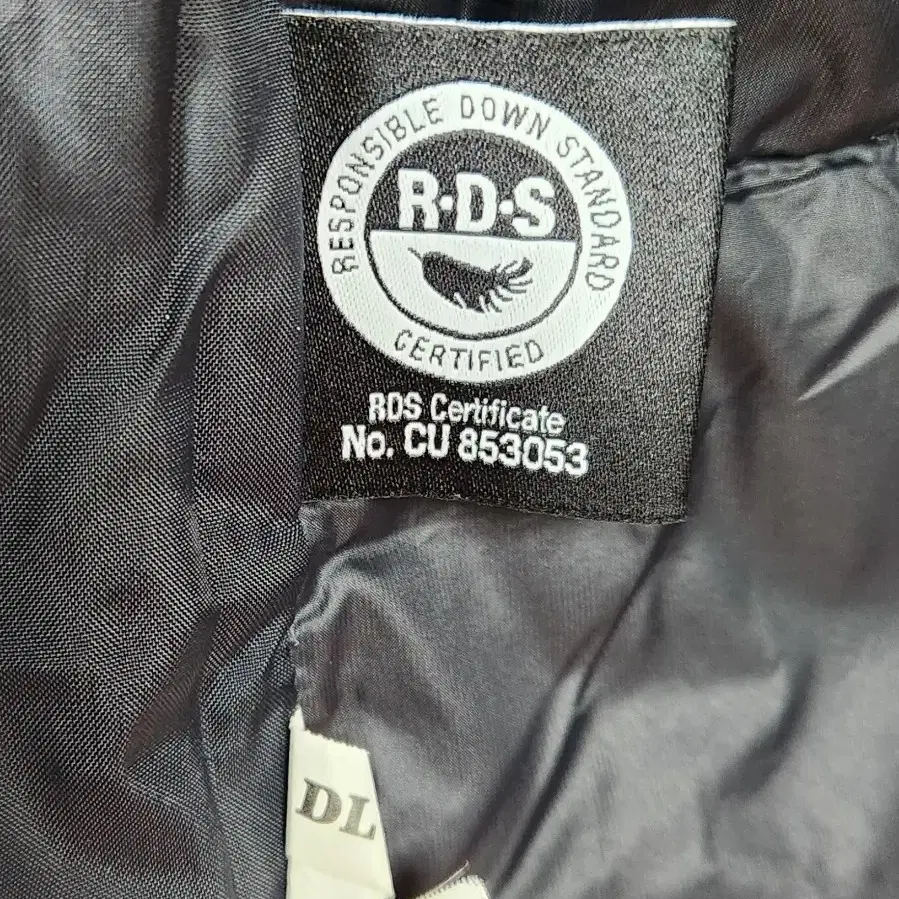 RESPONSIBLE DOWN STANDARD
R·D·S
CERTIFIED
RDS Certificate
No. CU 853053
DL